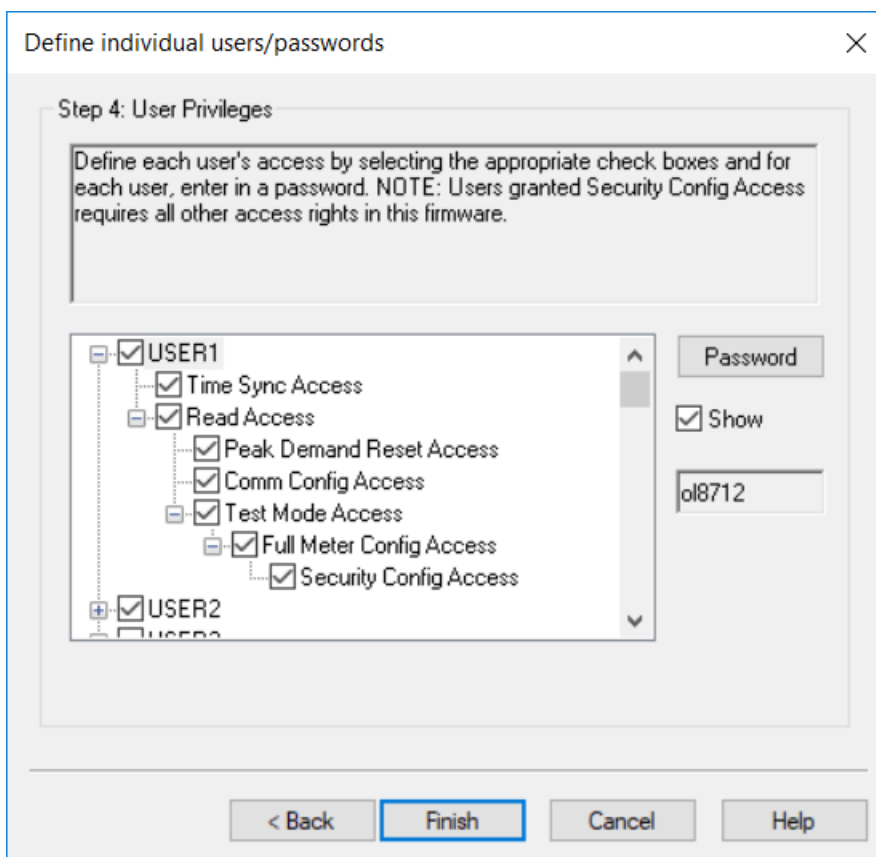 Define individual users/passwords
Step 4: User Privileges
Define each user's access by selecting the appropriate check boxes and for
each user, enter in a password. NOTE: Users granted Security Config Access
requires all other access rights in this firmware.
USER1
Time Sync Access
Read Access
Peak Demand Reset Access
Comm Config Access
Test Mode Access
Full Meter Config Access
Security Config Access
USER2
Password
Show
ol8712
< Back
Finish
Cancel
Help